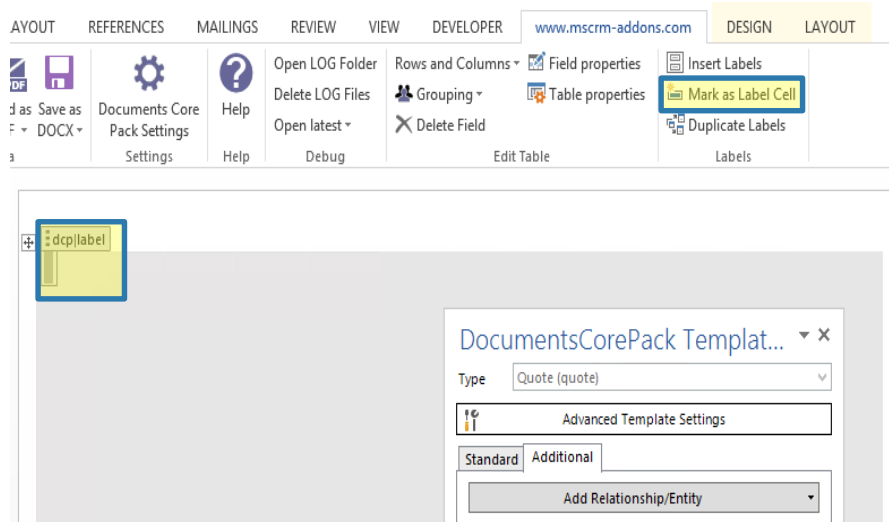 AYOUT REFERENCES MAILINGS REVIEW VIEW DEVELOPER www.mscrm-addons.com DESIGN LAYOUT
PDF
d as Save as
F DOCX
a
Documents Core
Pack Settings
Settings
Help
Help
Open LOG Folder
Delete LOG Files
Open latest
Debug
Rows and Columns
Grouping
Delete Field
Field properties
Table properties
Edit Table
Insert Labels
Mark as Label Cell
Duplicate Labels
Labels
dcp|label
DocumentsCorePack Templat...
Type Quote (quote)
Advanced Template Settings
Standard Additional
Add Relationship/Entity